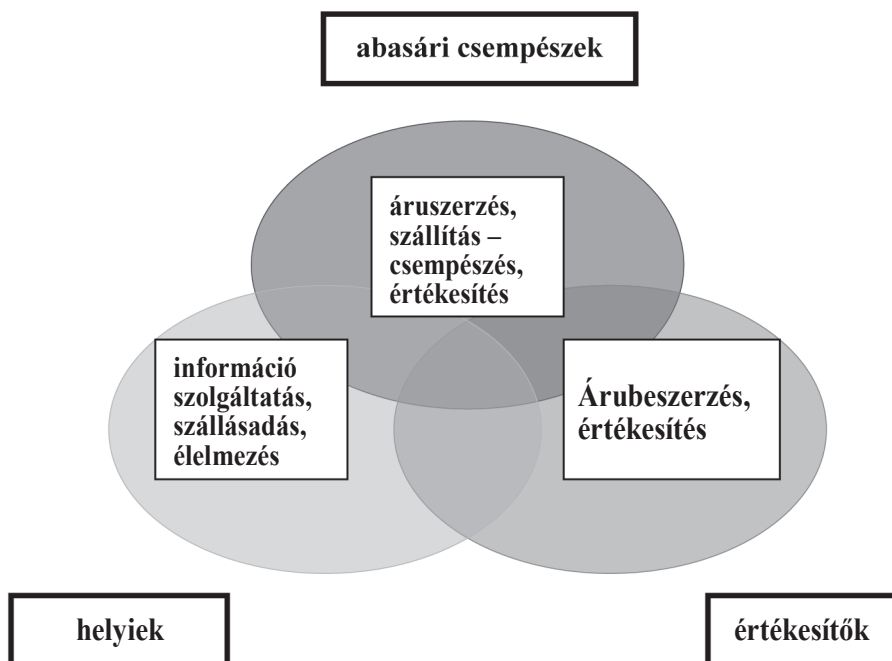 abasári csempészek
áruszerzés,
szállítás –
csempészés,
értékesítés
információ
szolgáltatás,
szállásadás,
élelmezés
Árubeszerzés,
értékesítés
helyiek
értékesítők